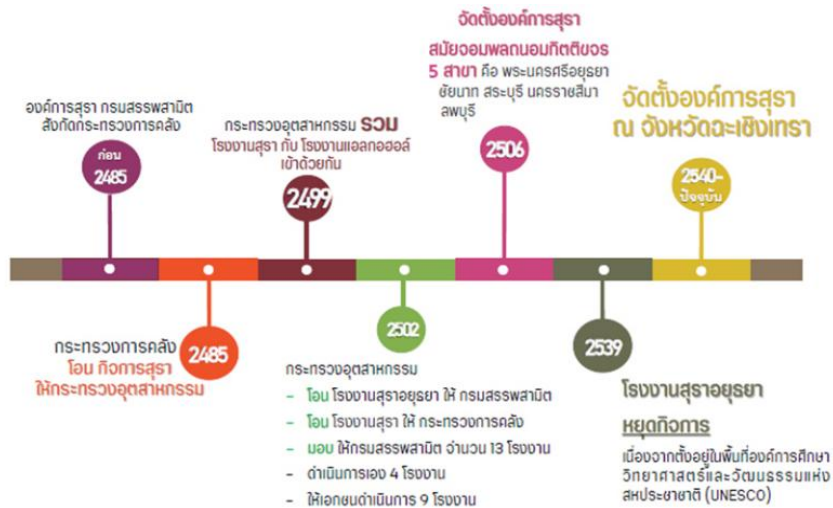 องค์การสุรา กรมสรรพสามิต
สังกัดกระทรวงการคลัง
ก่อน
2485
กระทรวงการคลัง
โอน กิจการสุรา
ให้กระทรวงอุตสาหกรรม
2485
กระทรวงอุตสาหกรรม รวม
โรงงานสุรา กับ โรงงานแอลกอฮอล์
เข้าด้วยกัน
2499
2502
กระทรวงอุตสาหกรรม
- โอน โรงงานสุราอยุธยา ให้ กรมสรรพสามิต
- โอน โรงงานสุรา ให้ กระทรวงการคลัง
- มอบ ให้กรมสรรพสามิต จำนวน 13 โรงงาน
- ดำเนินการเอง 4 โรงงาน
- ให้เอกชนดำเนินการ 9 โรงงาน
จัดตั้งองค์การสุรา
สมัยจอมพลถนอมกิตติขจร
5 สาขา คือ พระนครศรีอยุธยา
ชัยนาท สระบุรี นครราชสีมา
ลพบุรี
2506
2539
โรงงานสุราอยุธยา
หยุดกิจการ
เนื่องจากตั้งอยู่ในพื้นที่องค์การศึกษา
วิทยาศาสตร์และวัฒนธรรมแห่ง
สหประชาชาติ (UNESCO)
จัดตั้งองค์การสุรา
ณ จังหวัดฉะเชิงเทรา
2540-
ปัจจุบัน